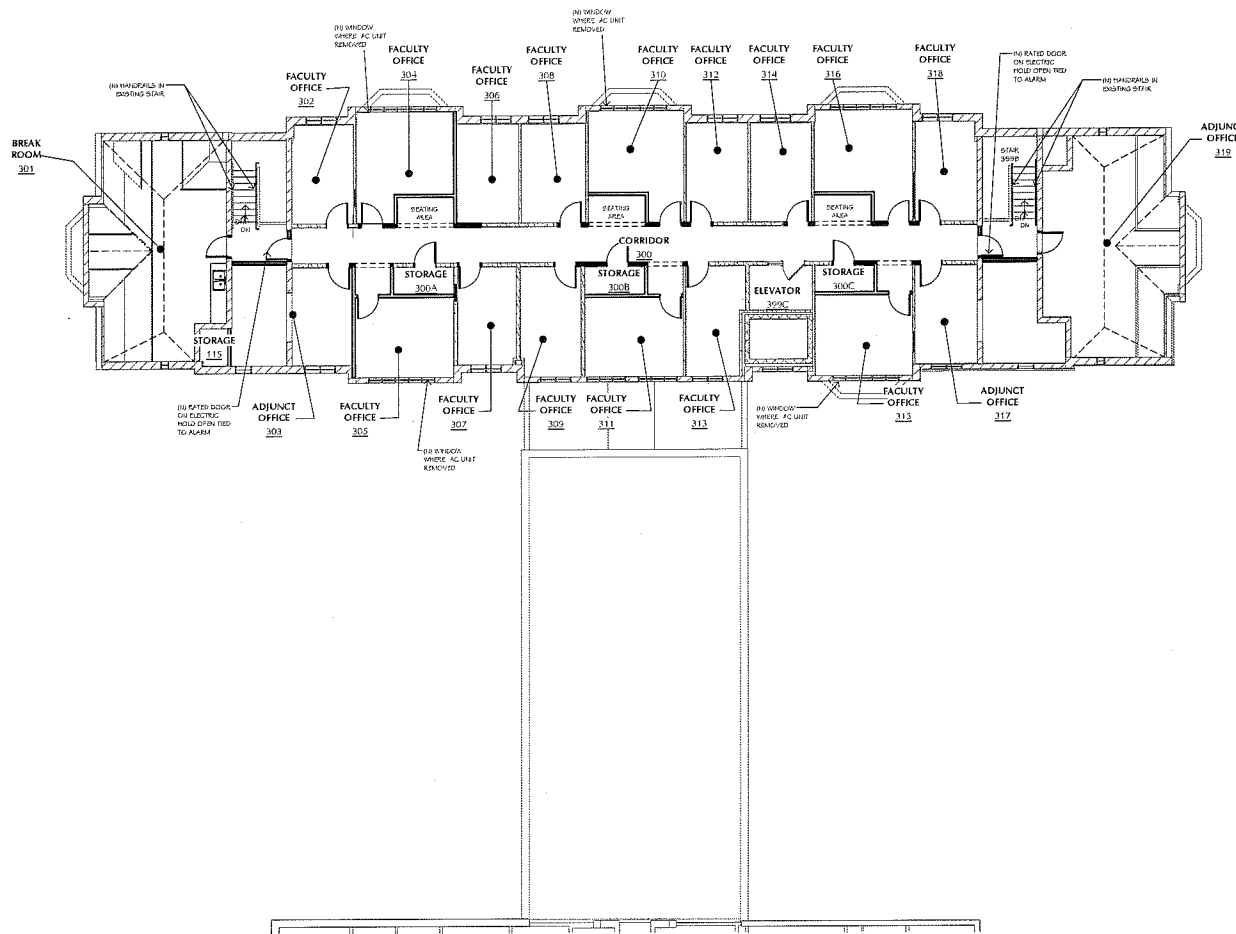 (N) WINDOW
WHERE AC UNIT
REMOVED
(N) WINDOW
WHERE AC UNIT
REMOVED
FACULTY
OFFICE
302
FACULTY
OFFICE
304
FACULTY
OFFICE
306
FACULTY
OFFICE
308
FACULTY
OFFICE
310
FACULTY
OFFICE
312
FACULTY
OFFICE
314
FACULTY
OFFICE
316
FACULTY
OFFICE
318
(N) RATED DOOR
ON ELECTRIC
HOLD OPEN TIED
TO ALARM
(N) HANDRAILS IN
EXISTING STAIR
(N) HANDRAILS IN
EXISTING STAIR
BREAK
ROOM
301
ADJUNCT
OFFICE
319
STAIR
399B
SEATING
AREA
SEATING
AREA
SEATING
AREA
DN
DN
CORRIDOR
300
STORAGE
300A
STORAGE
300B
ELEVATOR
399C
STORAGE
300C
STORAGE
115
(N) RATED DOOR
ON ELECTRIC
HOLD OPEN TIED
TO ALARM
ADJUNCT
OFFICE
303
FACULTY
OFFICE
305
(N) WINDOW
WHERE AC UNIT
REMOVED
FACULTY
OFFICE
307
FACULTY
OFFICE
309
FACULTY
OFFICE
311
FACULTY
OFFICE
313
(N) WINDOW
WHERE AC UNIT
REMOVED
FACULTY
OFFICE
315
ADJUNCT
OFFICE
317